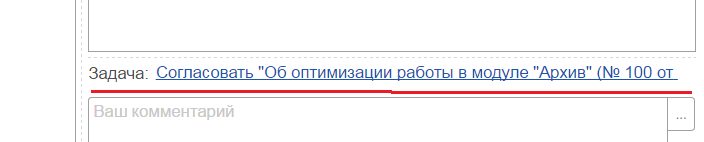 Задача: Согласовать "Об оптимизации работы в модуле "Архив" (№ 100 от
Ваш комментарий ...